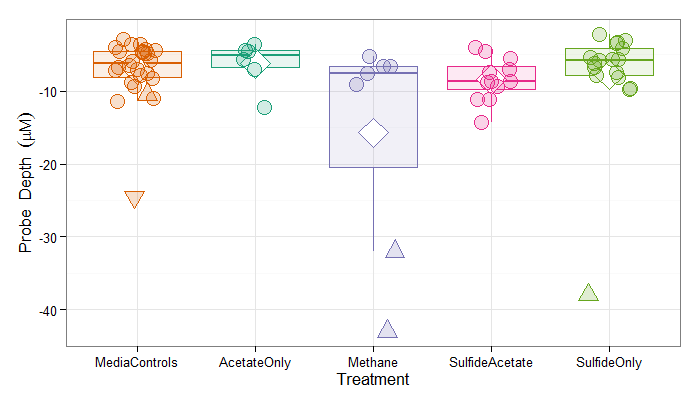 Probe Depth (μM)
-10
-20
-30
-40
MediaControls AcetateOnly Methane SulfideAcetate SulfideOnly
Treatment